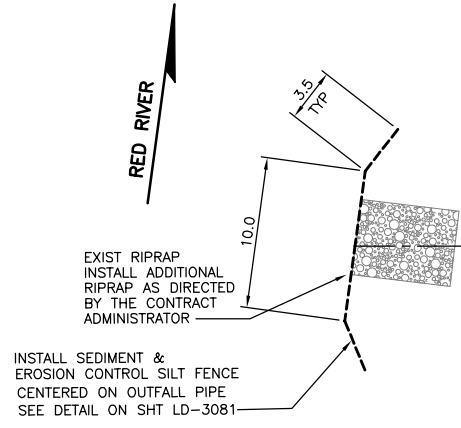 RED RIVER
3.5
TYP
10.0
EXIST RIPRAP
INSTALL ADDITIONAL
RIPRAP AS DIRECTED
BY THE CONTRACT
ADMINISTRATOR
INSTALL SEDIMENT &
EROSION CONTROL SILT FENCE
CENTERED ON OUTFALL PIPE
SEE DETAIL ON SHT LD-3081